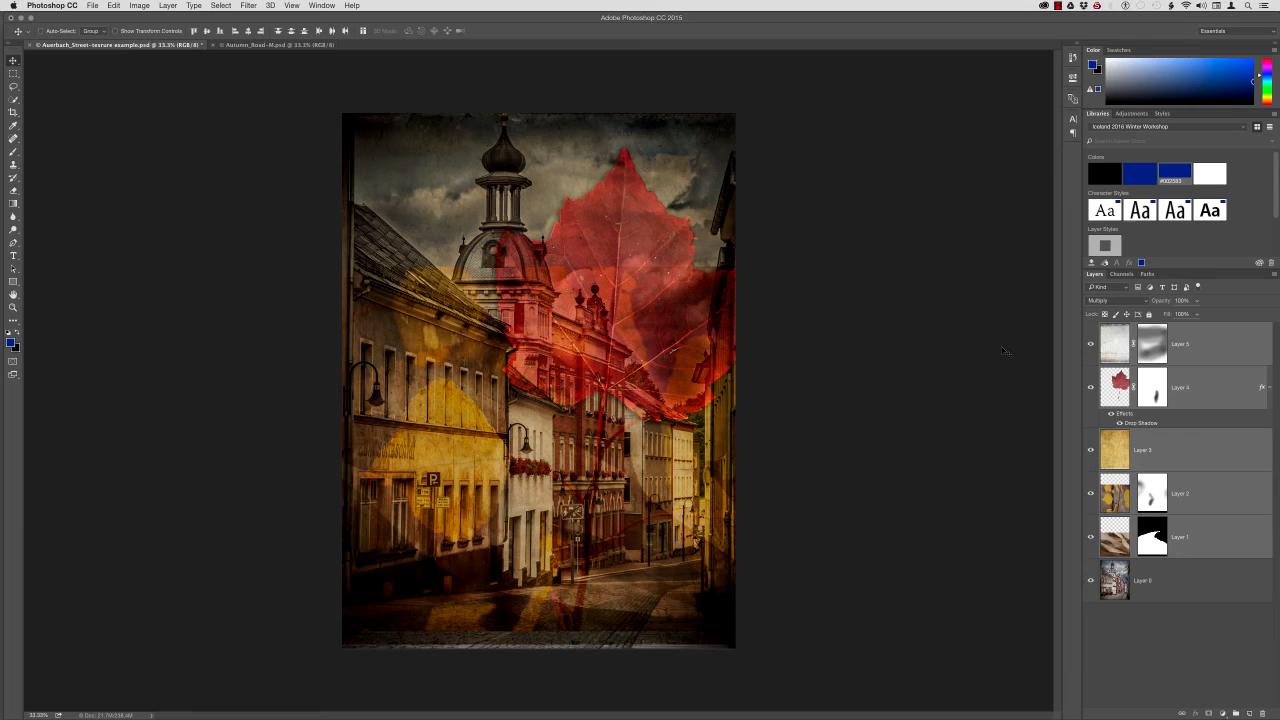 Photoshop CC File Edit Image Layer Type Select Filter 3D View Window Help
Adobe Photoshop CC 2015
Auto-Select: Group Show Transform Controls 3D Mode: Essentials
© Auerbach_Street-texrure example.psd @ 33.3% (RGB/8) * © Autumn_Road-M.psd @ 33.3% (RGB/8)
Color Swatches
Libraries Adjustments Styles
Iceland 2016 Winter Workshop
Colors
#002583
Character Styles
Aa Aa Aa Aa
Layer Styles
Layers Channels Paths
Kind
Multiply Opacity: 100%
Lock: Fill: 100%
Layer 5
Layer 4 fx
Effects
Drop Shadow
Layer 3
Layer 2
Layer 1
Layer 0
P
33.33% Doc: 21.7M/238.4M